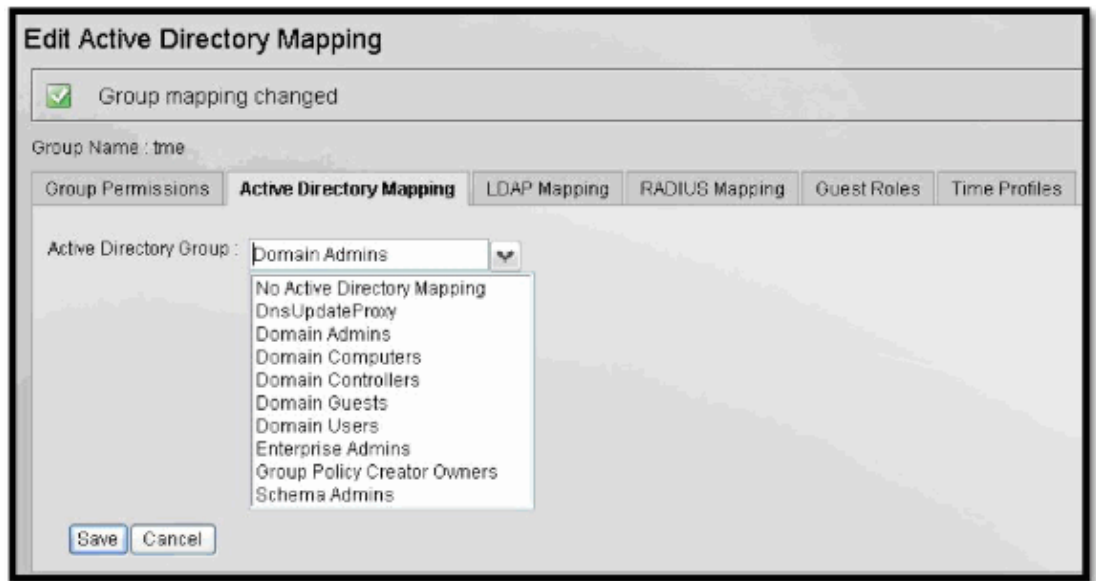 Edit Active Directory Mapping
Group mapping changed
Group Name : tme
Group Permissions Active Directory Mapping LDAP Mapping RADIUS Mapping Guest Roles Time Profiles
Active Directory Group : Domain Admins
No Active Directory Mapping
DnsUpdateProxy
Domain Admins
Domain Computers
Domain Controllers
Domain Guests
Domain Users
Enterprise Admins
Group Policy Creator Owners
Schema Admins
Save Cancel